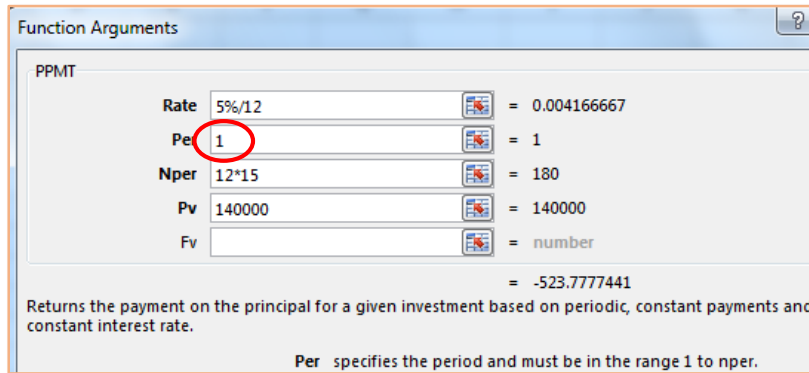 Function Arguments
?
PPMT
Rate 5%/12 = 0.004166667
Per 1 = 1
Nper 12*15 = 180
Pv 140000 = 140000
Fv = number
= -523.7777441
Returns the payment on the principal for a given investment based on periodic, constant payments and
constant interest rate.
Per specifies the period and must be in the range 1 to nper.